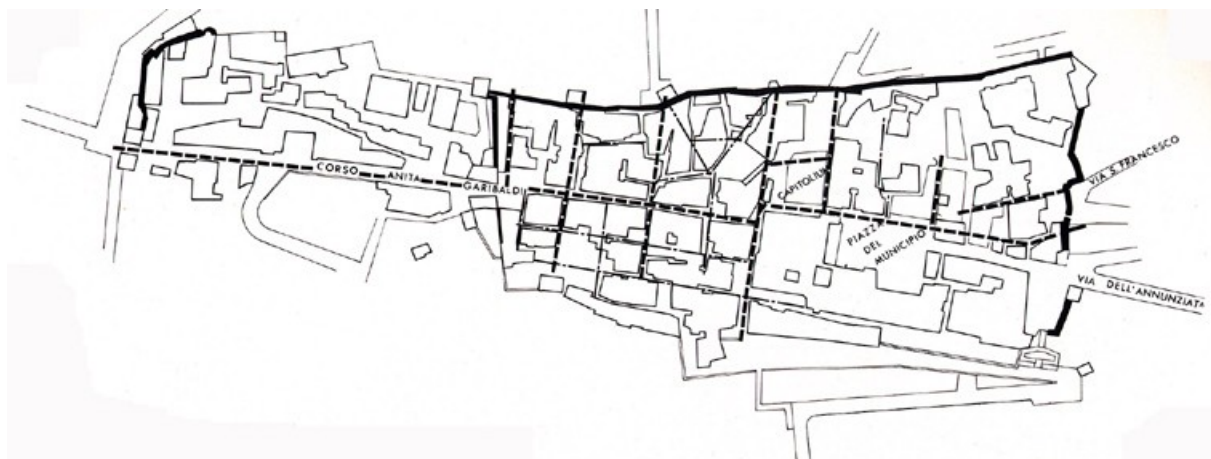 CORSO ANITA GARIBALDI
CAPITOLIUM
PIAZZA
DEL
MUNICIPIO
VIA S. FRANCESCO
VIA DELL'ANNUNZIATA